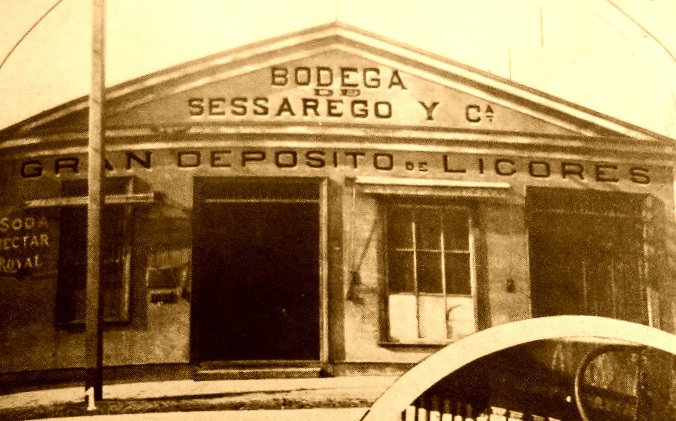 BODEGA
DE
SESSAREGO Y CA
GRAN DEPOSITO DE LICORES
SODA
NECTAR
ROYAL
1